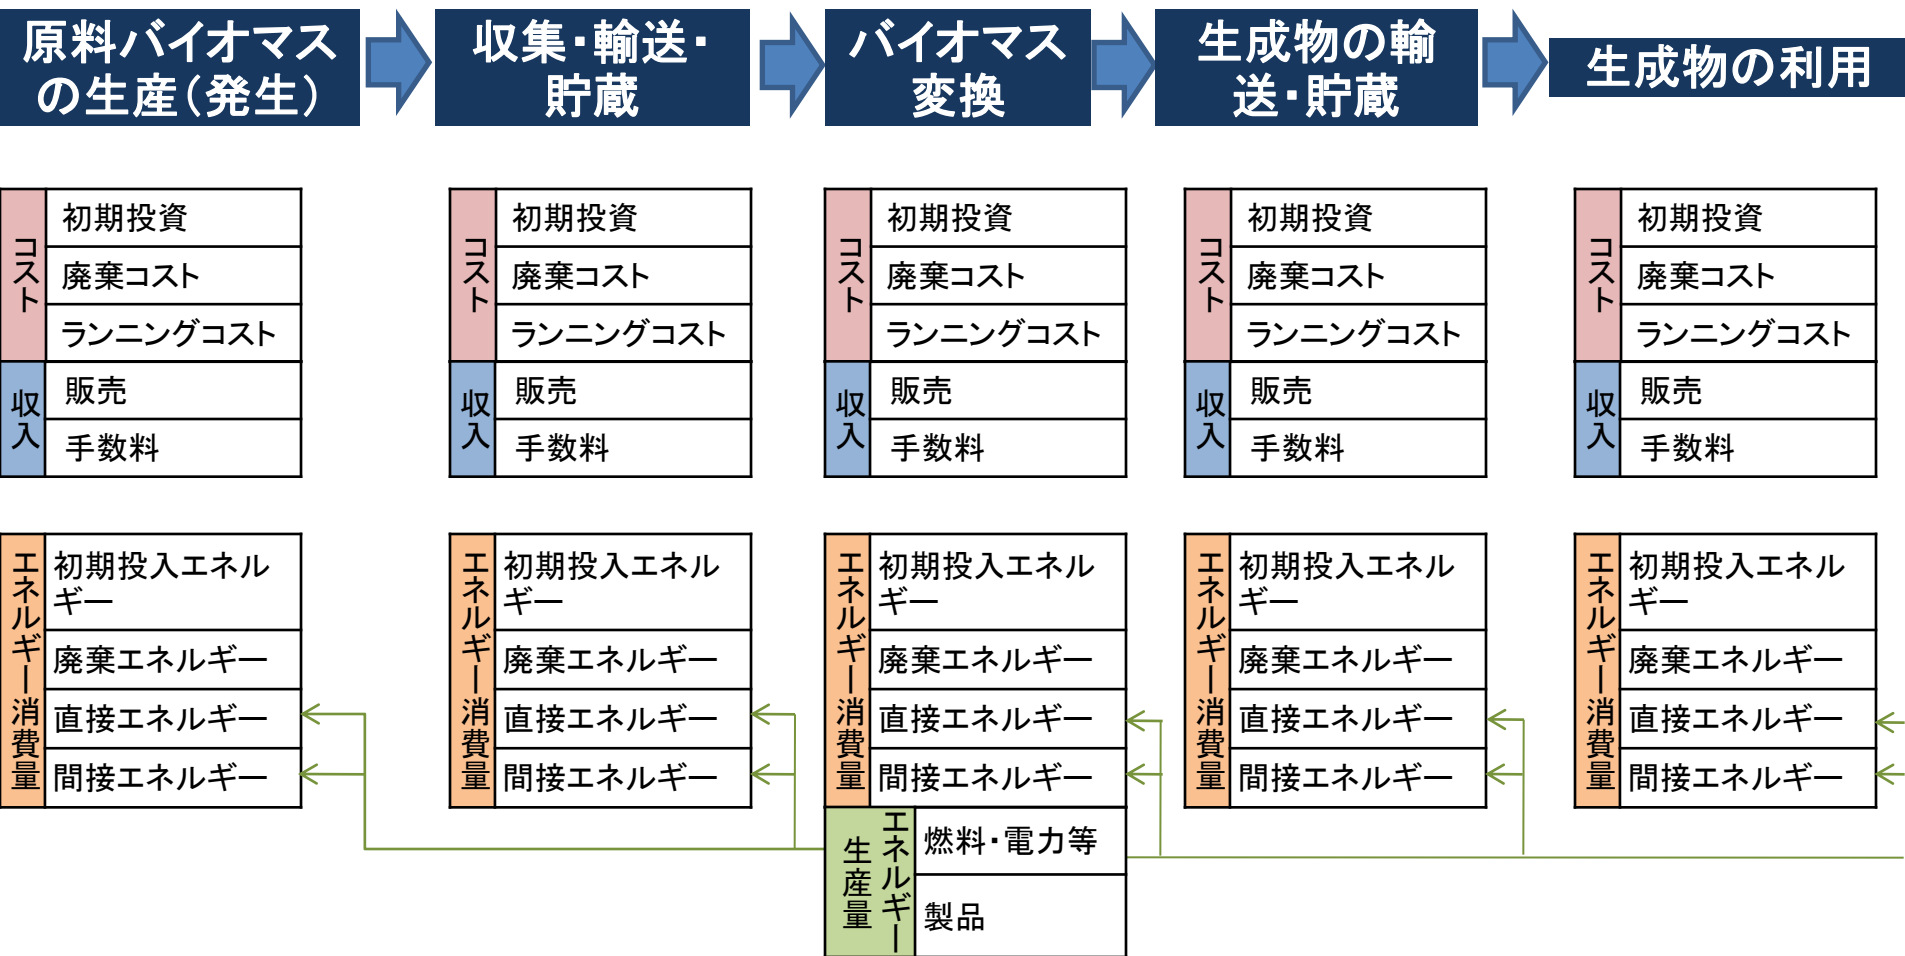 原料バイオマス
の生産(発生)
収集・輸送・
貯蔵
バイオマス
変換
生成物の輸
送・貯蔵
生成物の利用
コスト
初期投資
廃棄コスト
ランニングコスト
収入
販売
手数料
コスト
初期投資
廃棄コスト
ランニングコスト
収入
販売
手数料
コスト
初期投資
廃棄コスト
ランニングコスト
収入
販売
手数料
コスト
初期投資
廃棄コスト
ランニングコスト
収入
販売
手数料
コスト
初期投資
廃棄コスト
ランニングコスト
収入
販売
手数料
エネルギー消費量
初期投入エネル
ギー
廃棄エネルギー
直接エネルギー
間接エネルギー
エネルギー消費量
初期投入エネル
ギー
廃棄エネルギー
直接エネルギー
間接エネルギー
エネルギー消費量
初期投入エネル
ギー
廃棄エネルギー
直接エネルギー
間接エネルギー
エネルギー
生産量
燃料・電力等
製品
エネルギー消費量
初期投入エネル
ギー
廃棄エネルギー
直接エネルギー
間接エネルギー
エネルギー消費量
初期投入エネル
ギー
廃棄エネルギー
直接エネルギー
間接エネルギー